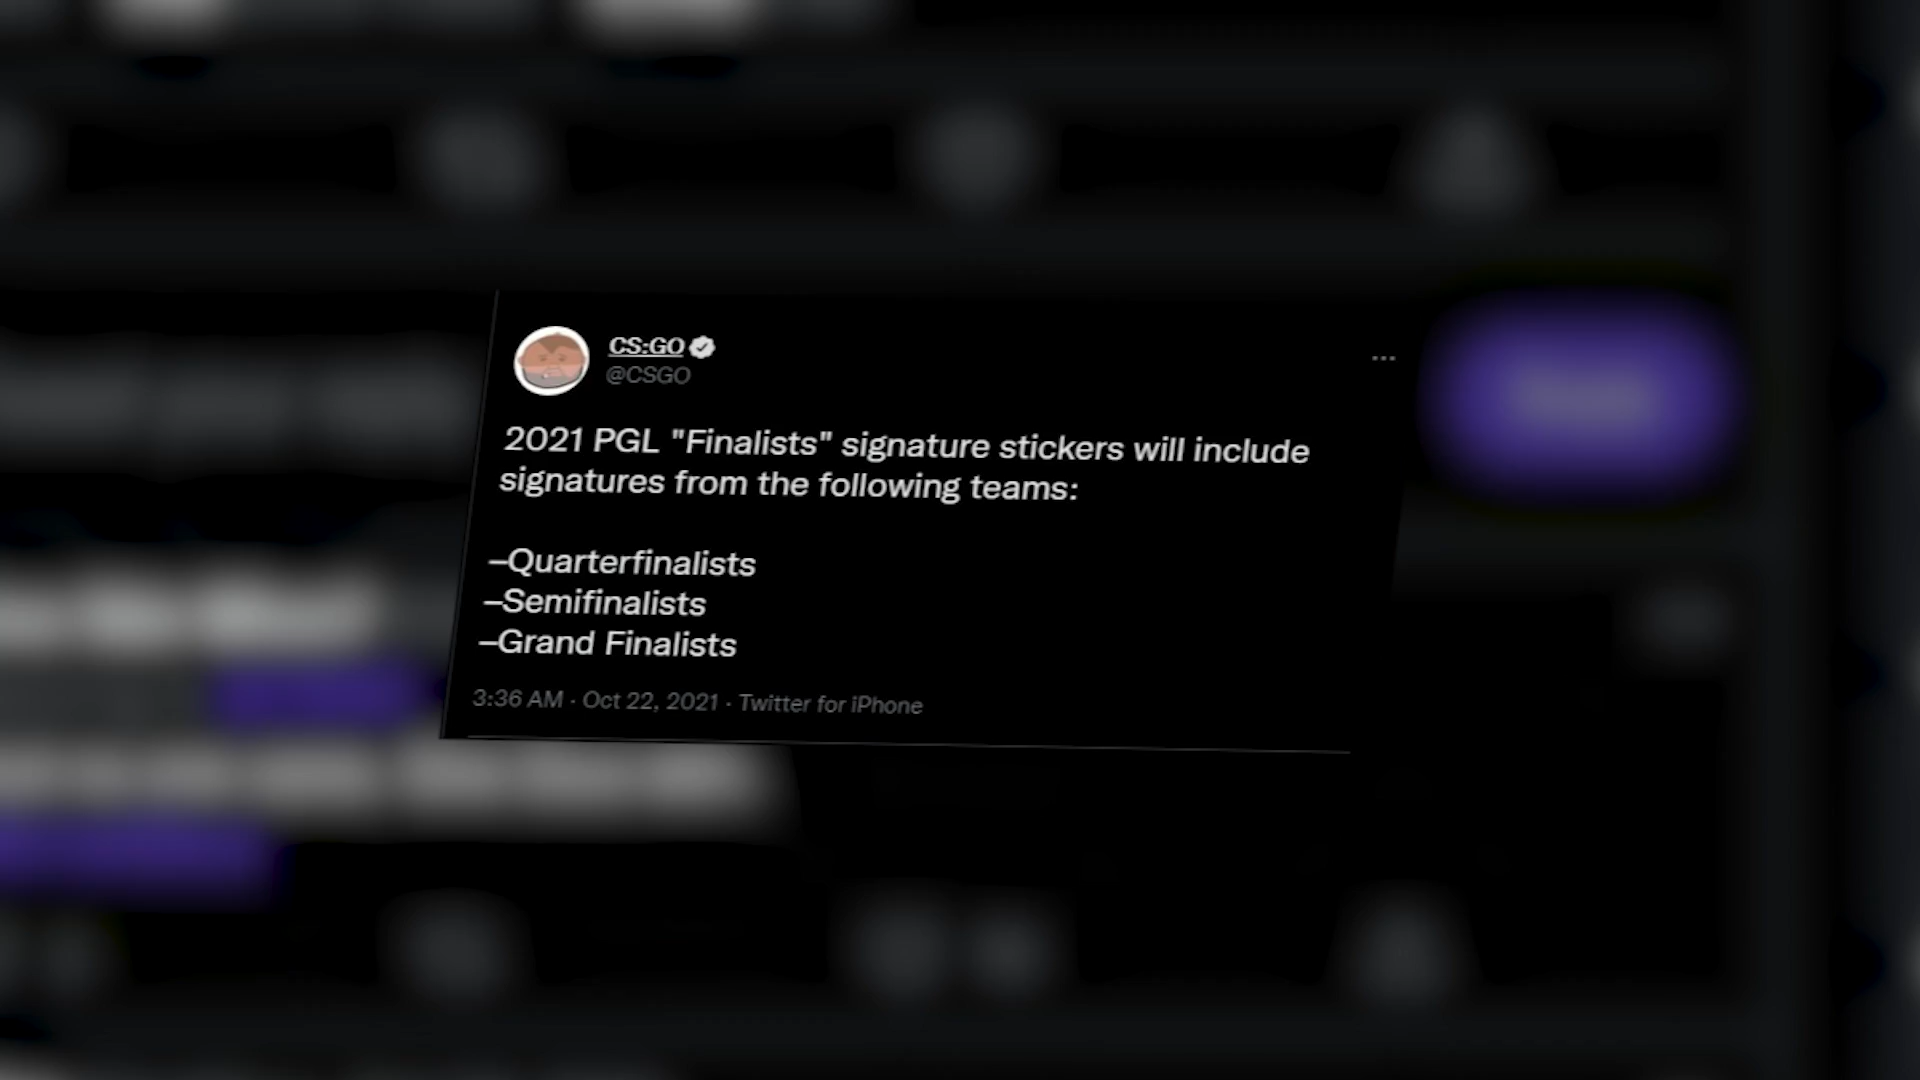 CS:GO
@CSGO
2021 PGL "Finalists" signature stickers will include
signatures from the following teams:
–Quarterfinalists
–Semifinalists
–Grand Finalists
3:36 AM · Oct 22, 2021 · Twitter for iPhone